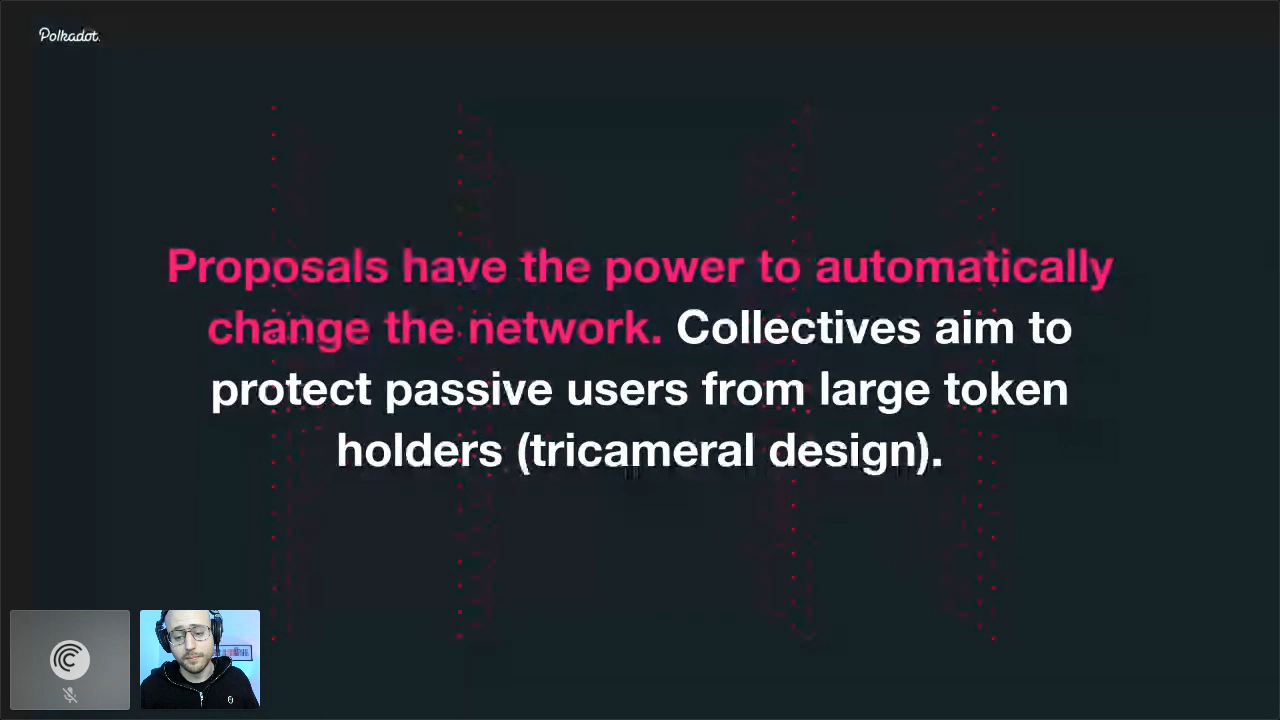 Polkadot.
Proposals have the power to automatically
change the network. Collectives aim to
protect passive users from large token
holders (tricameral design).